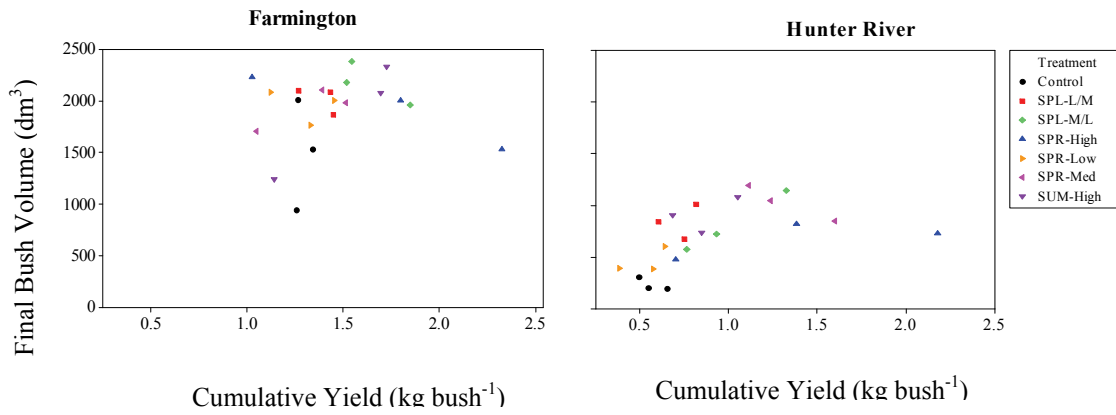 Farmington
Hunter River
Final Bush Volume (dm³)
2500
2000
1500
1000
500
0
0.5 1.0 1.5 2.0 2.5
0.5 1.0 1.5 2.0 2.5
Cumulative Yield (kg bush⁻¹)
Cumulative Yield (kg bush⁻¹)
Treatment
Control
SPL-L/M
SPL-M/L
SPR-High
SPR-Low
SPR-Med
SUM-High